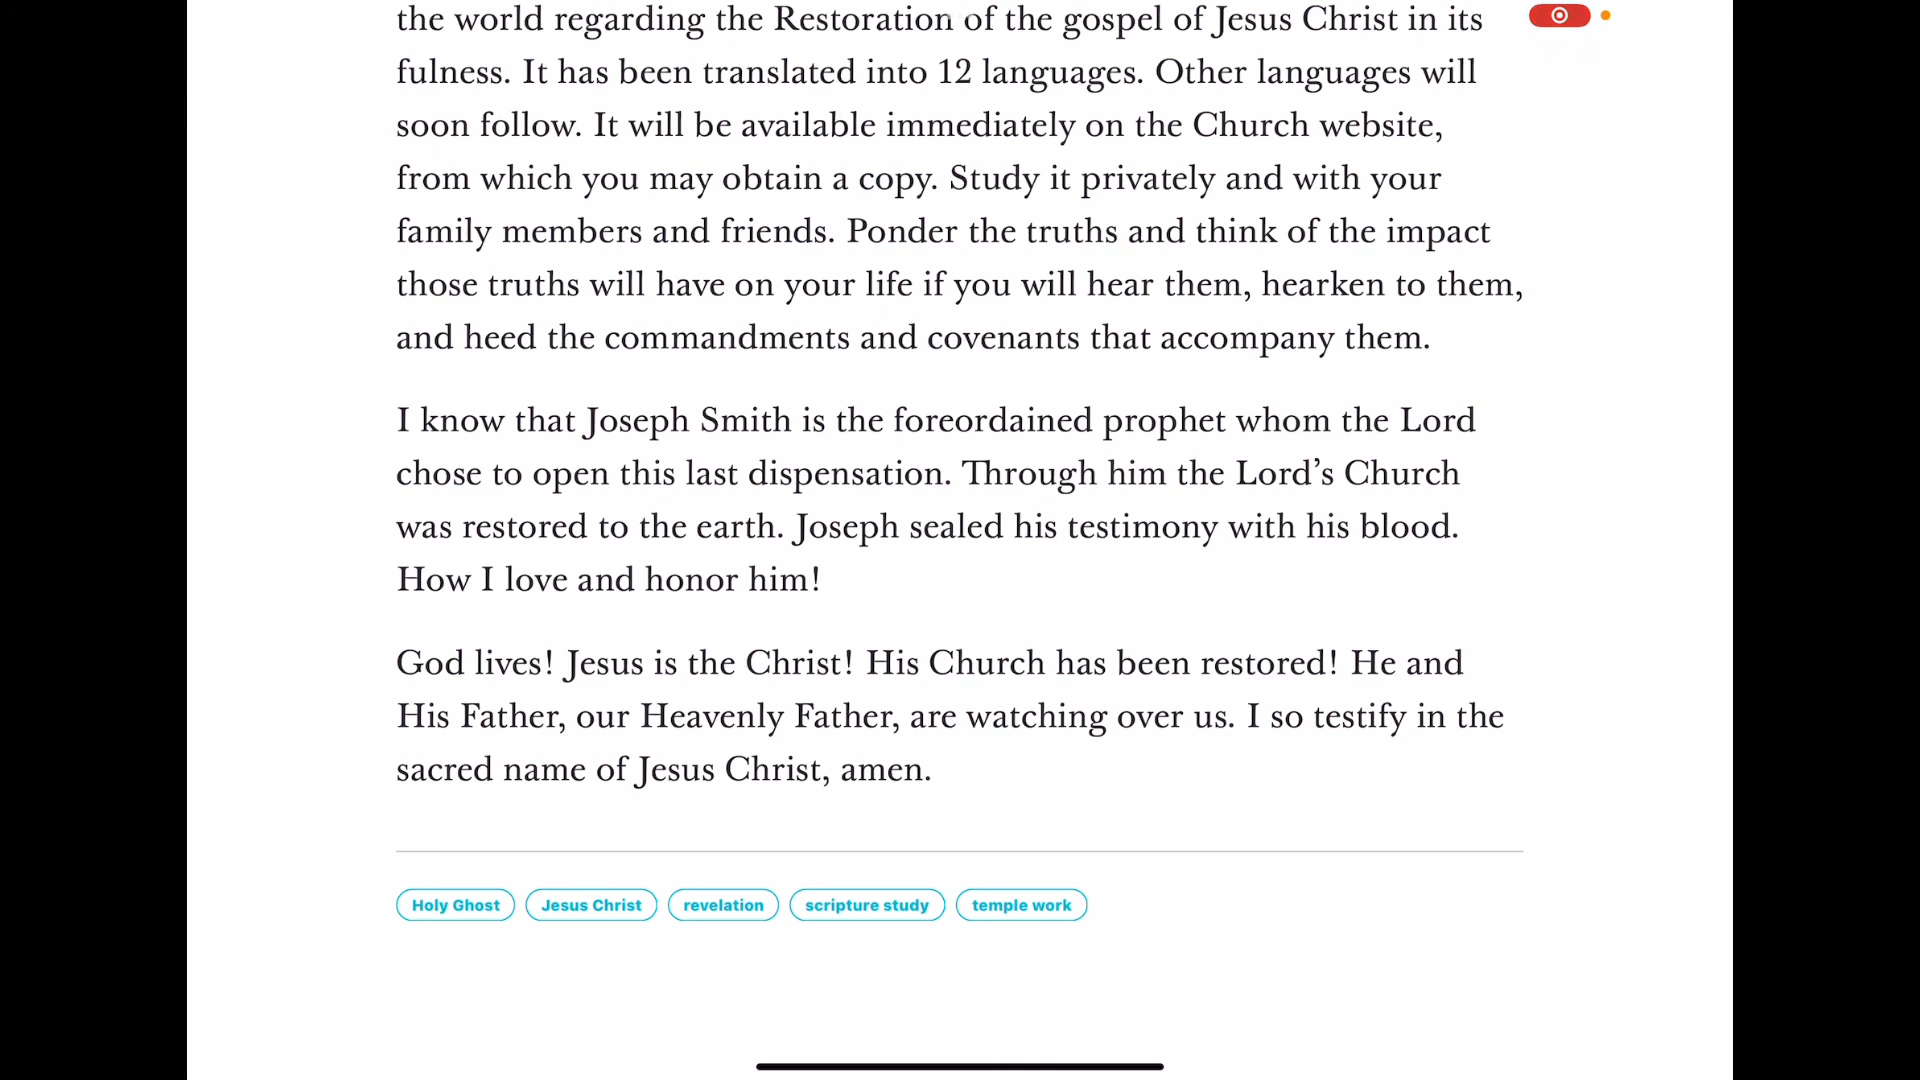 the world regarding the Restoration of the gospel of Jesus Christ in its
fulness. It has been translated into 12 languages. Other languages will
soon follow. It will be available immediately on the Church website,
from which you may obtain a copy. Study it privately and with your
family members and friends. Ponder the truths and think of the impact
those truths will have on your life if you will hear them, hearken to them,
and heed the commandments and covenants that accompany them.
I know that Joseph Smith is the foreordained prophet whom the Lord
chose to open this last dispensation. Through him the Lord’s Church
was restored to the earth. Joseph sealed his testimony with his blood.
How I love and honor him!
God lives! Jesus is the Christ! His Church has been restored! He and
His Father, our Heavenly Father, are watching over us. I so testify in the
sacred name of Jesus Christ, amen.
Holy Ghost Jesus Christ revelation scripture study temple work